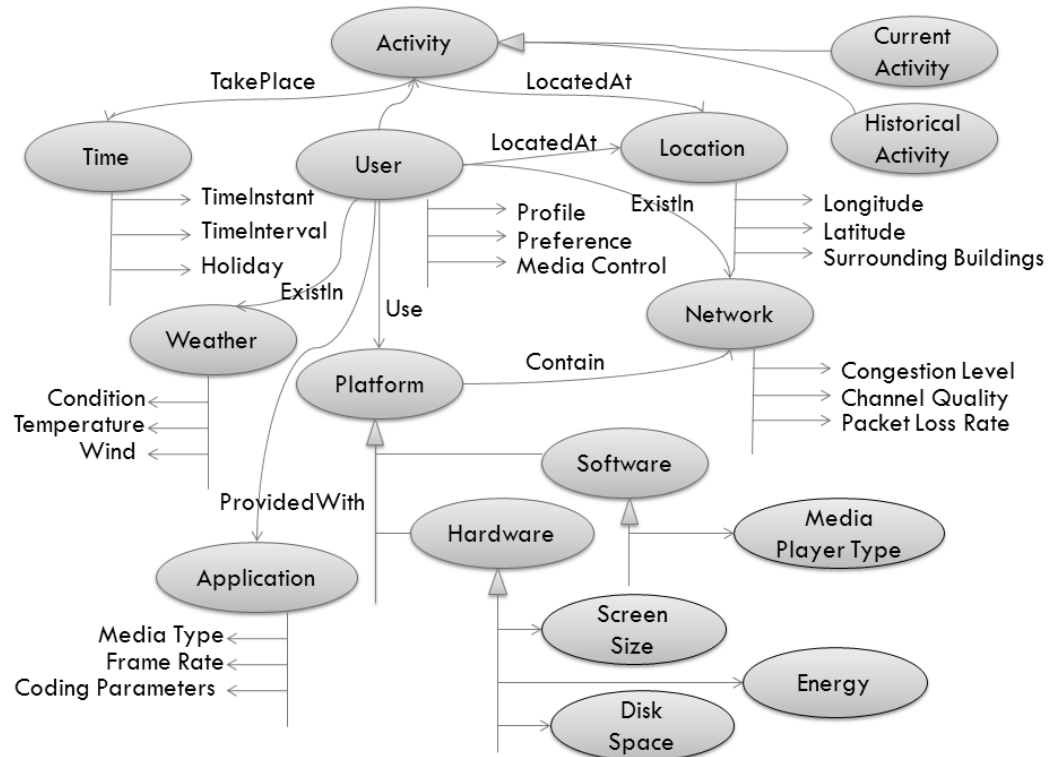 Activity
Current
Activity
TakePlace
LocatedAt
Historical
Activity
Time
User
LocatedAt
Location
TimeInstant
TimeInterval
Holiday
Profile
Preference
Media Control
ExistIn
Longitude
Latitude
Surrounding Buildings
ExistIn
Use
Weather
Network
Platform
Contain
Condition
Temperature
Wind
Congestion Level
Channel Quality
Packet Loss Rate
Software
ProvidedWith
Hardware
Media
Player Type
Application
Screen
Size
Media Type
Frame Rate
Coding Parameters
Energy
Disk
Space